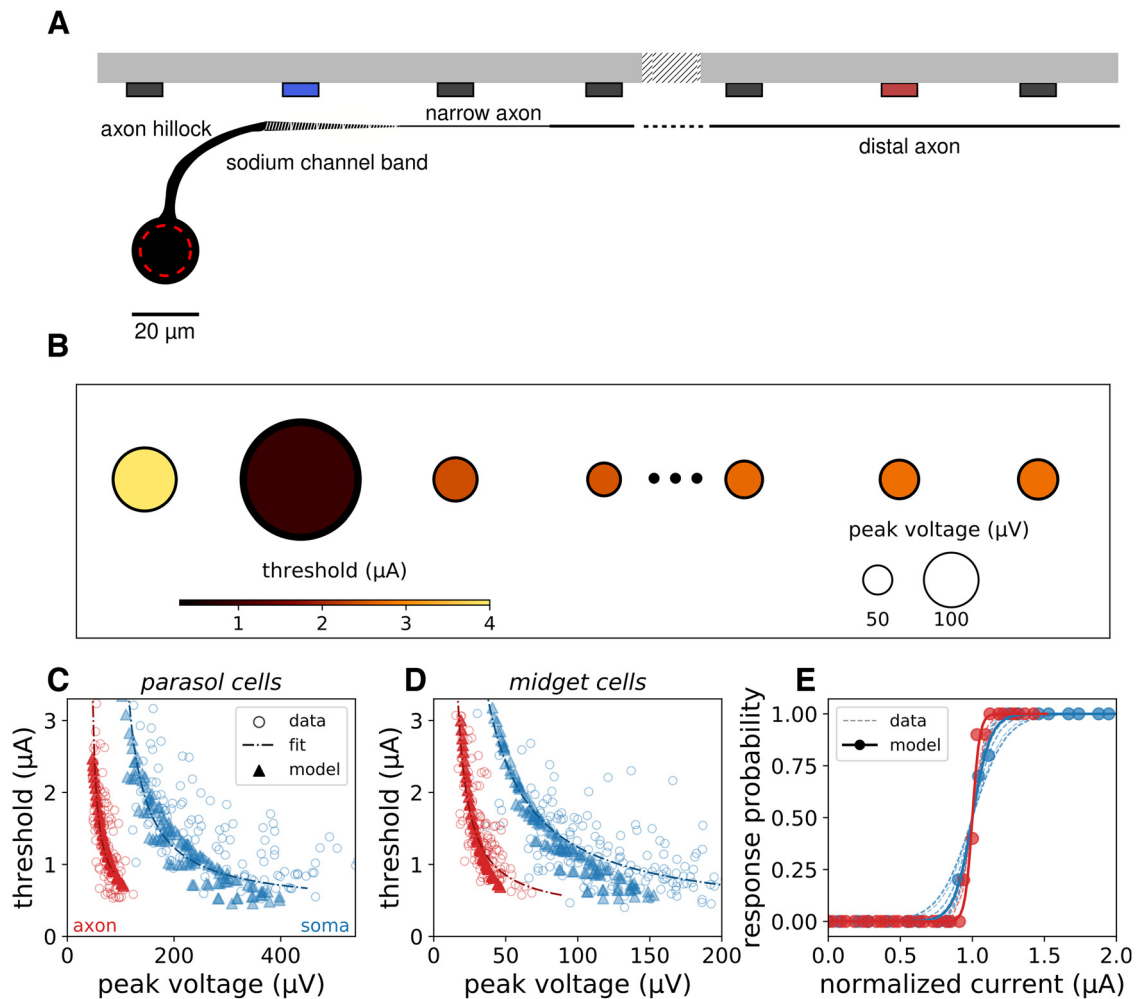 A
axon hillock
narrow axon
sodium channel band
distal axon
20 µm
B
peak voltage (µV)
threshold (µA)
50 100
1 2 3 4
C parasol cells
D midget cells
E
threshold (µA)
3
2
1
0
data
fit
model
axon
soma
0 200 400
peak voltage (µV)
threshold (µA)
3
2
1
0
0 50 100 150 200
peak voltage (µV)
response probability
1.00
0.75
0.50
0.25
0.00
data
model
0.0 0.5 1.0 1.5 2.0
normalized current (µA)